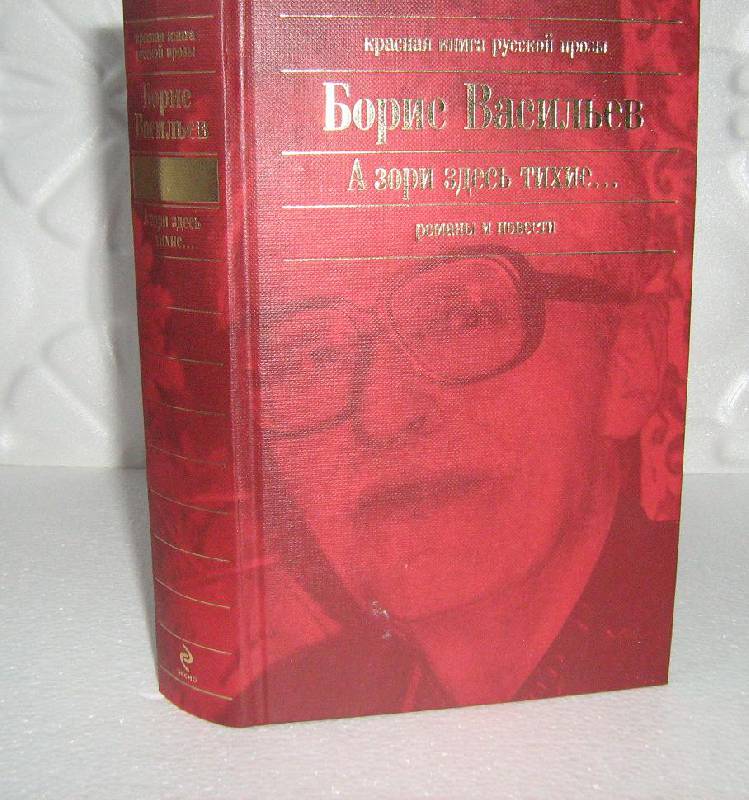 красная книга
русской прозы
Борис
Васильев
А зори здесь
тихие...
эксмо
красная книга русской прозы
Борис Васильев
А зори здесь тихие...
романы и повести